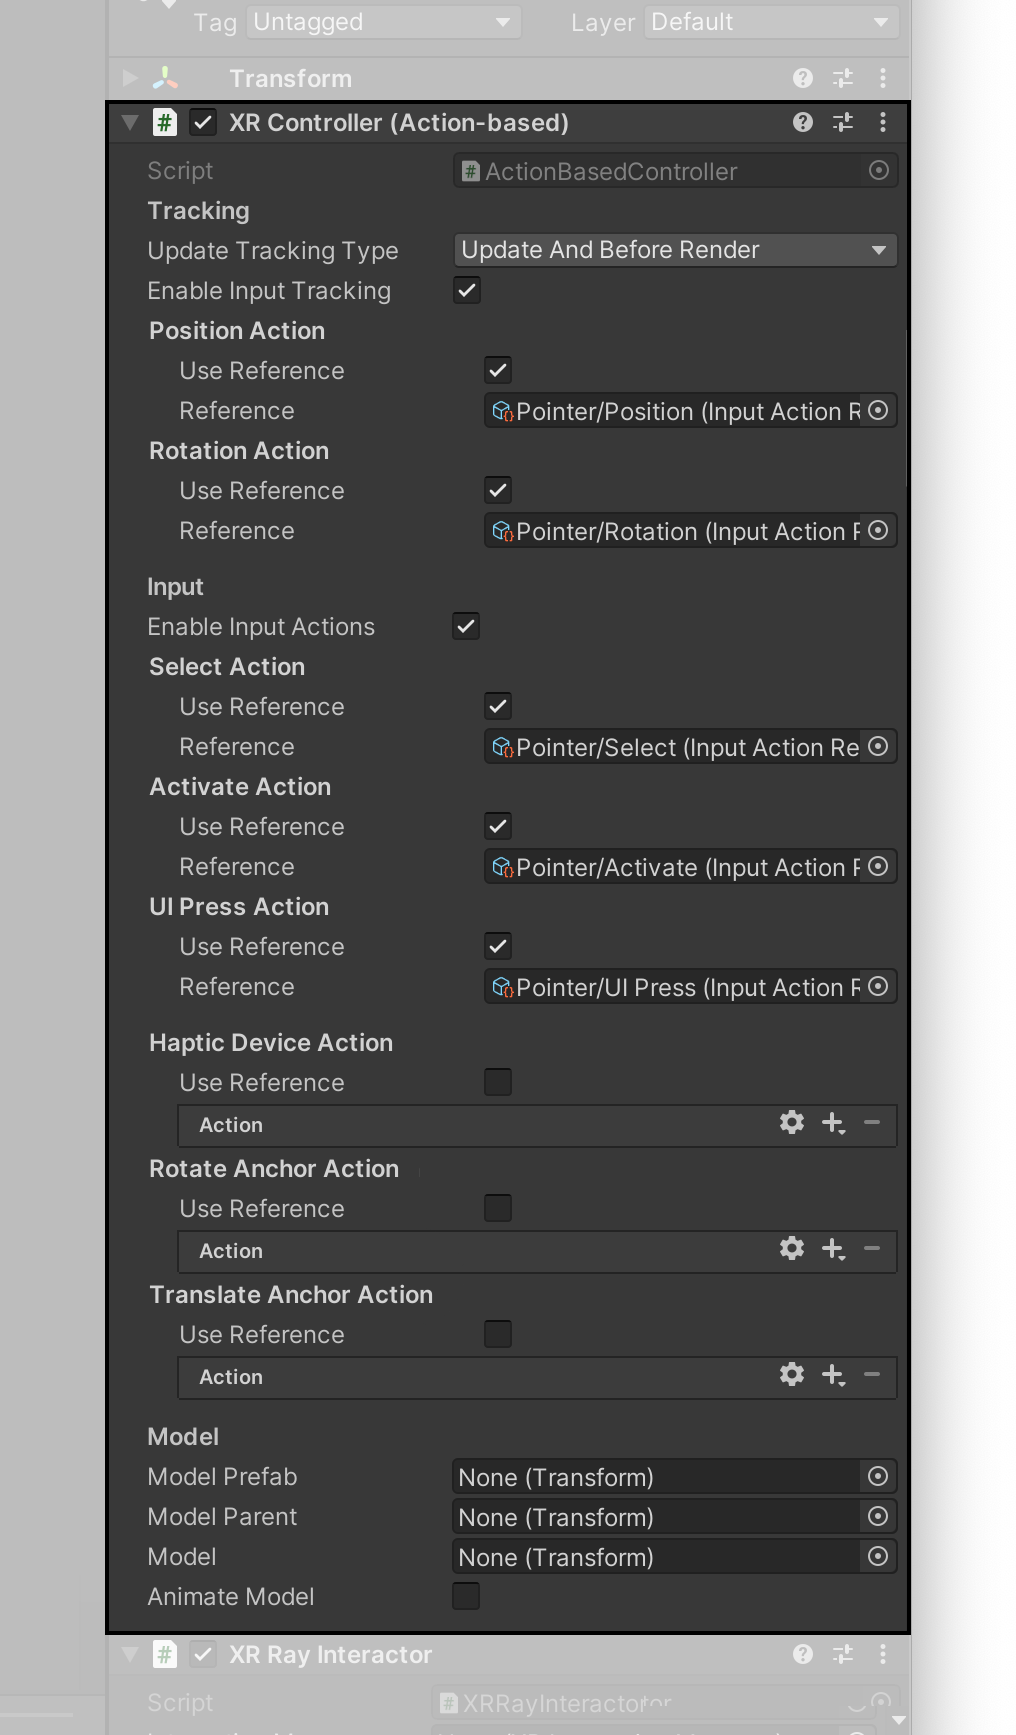 Tag Untagged Layer Default
Transform
XR Controller (Action-based)
Script ActionBasedController
Tracking
Update Tracking Type Update And Before Render
Enable Input Tracking
Position Action
Use Reference
Reference Pointer/Position (Input Action R
Rotation Action
Use Reference
Reference Pointer/Rotation (Input Action R
Input
Enable Input Actions
Select Action
Use Reference
Reference Pointer/Select (Input Action Re
Activate Action
Use Reference
Reference Pointer/Activate (Input Action R
UI Press Action
Use Reference
Reference Pointer/UI Press (Input Action R
Haptic Device Action
Use Reference
Action
Rotate Anchor Action
Use Reference
Action
Translate Anchor Action
Use Reference
Action
Model
Model Prefab None (Transform)
Model Parent None (Transform)
Model None (Transform)
Animate Model
XR Ray Interactor
Script XRRayInteractor